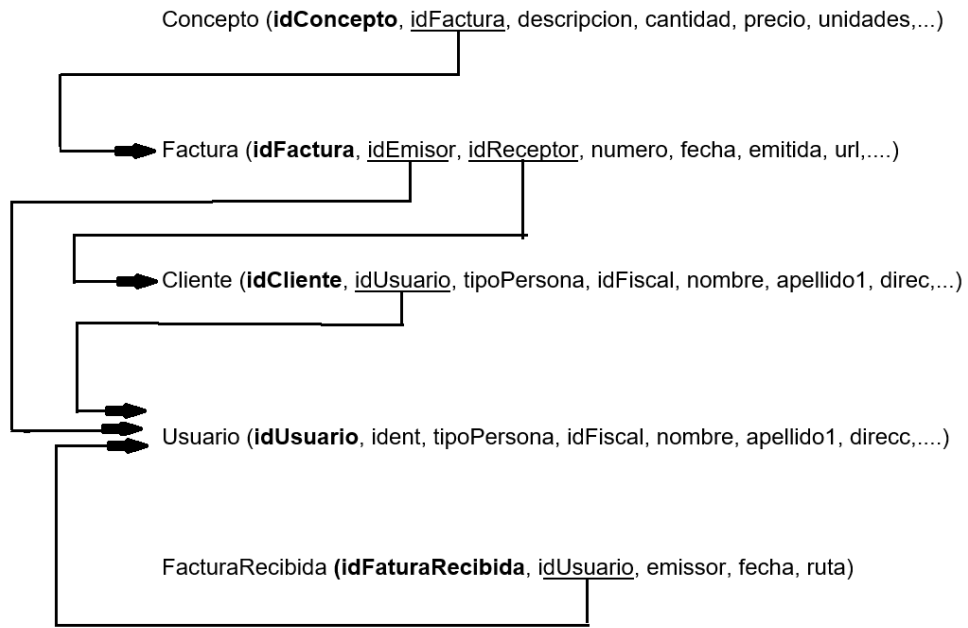 Concepto (idConcepto, idFactura, descripcion, cantidad, precio, unidades,...)
Factura (idFactura, idEmisor, idReceptor, numero, fecha, emitida, url,....)
Cliente (idCliente, idUsuario, tipoPersona, idFiscal, nombre, apellido1, direc,...)
Usuario (idUsuario, ident, tipoPersona, idFiscal, nombre, apellido1, direcc,....)
FacturaRecibida (idFaturaRecibida, idUsuario, emissor, fecha, ruta)